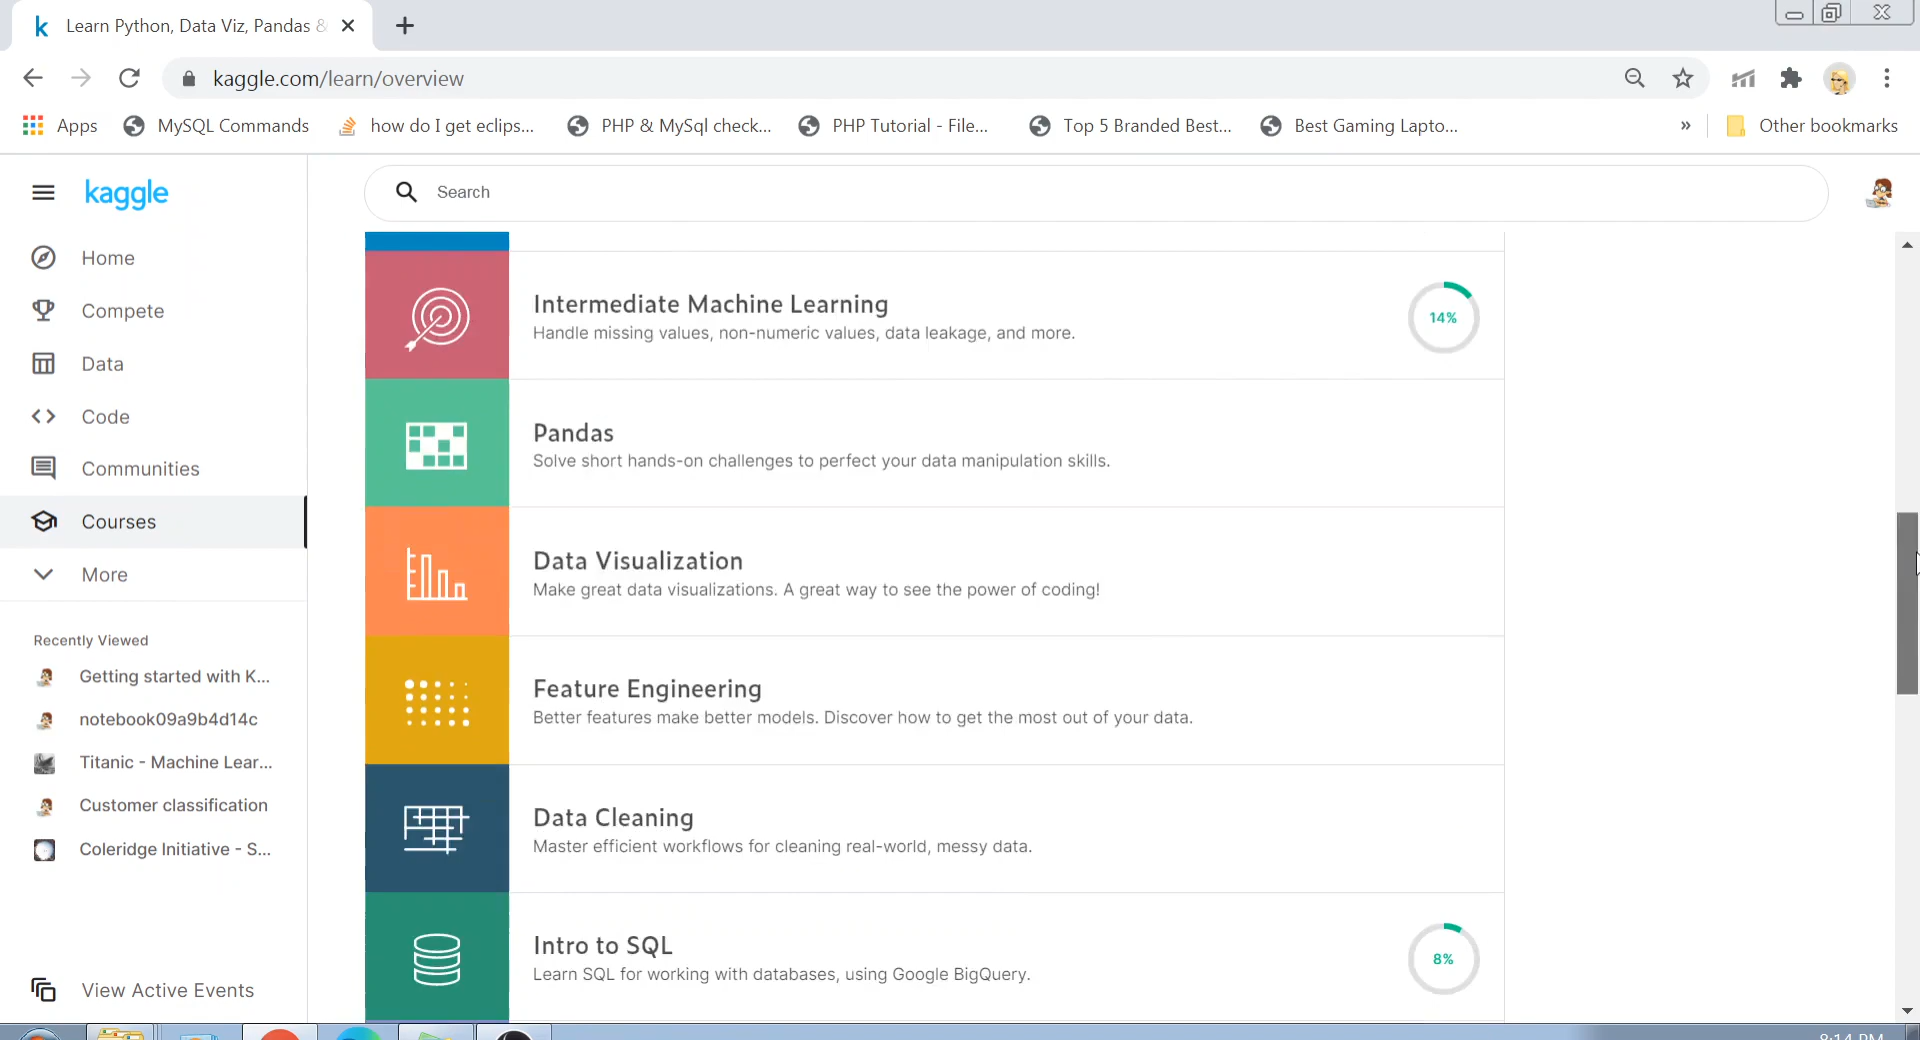 Learn Python, Data Viz, Pandas &
kaggle.com/learn/overview
Apps MySQL Commands how do I get eclips... PHP & MySql check... PHP Tutorial - File... Top 5 Branded Best... Best Gaming Lapto... » Other bookmarks
kaggle
Search
Home
Compete
Data
Code
Communities
Courses
More
Recently Viewed
Getting started with K...
notebook09a9b4d14c
Titanic - Machine Lear...
Customer classification
Coleridge Initiative - S...
View Active Events
Intermediate Machine Learning
Handle missing values, non-numeric values, data leakage, and more.
14%
Pandas
Solve short hands-on challenges to perfect your data manipulation skills.
Data Visualization
Make great data visualizations. A great way to see the power of coding!
Feature Engineering
Better features make better models. Discover how to get the most out of your data.
Data Cleaning
Master efficient workflows for cleaning real-world, messy data.
Intro to SQL
Learn SQL for working with databases, using Google BigQuery.
8%
8:14 PM